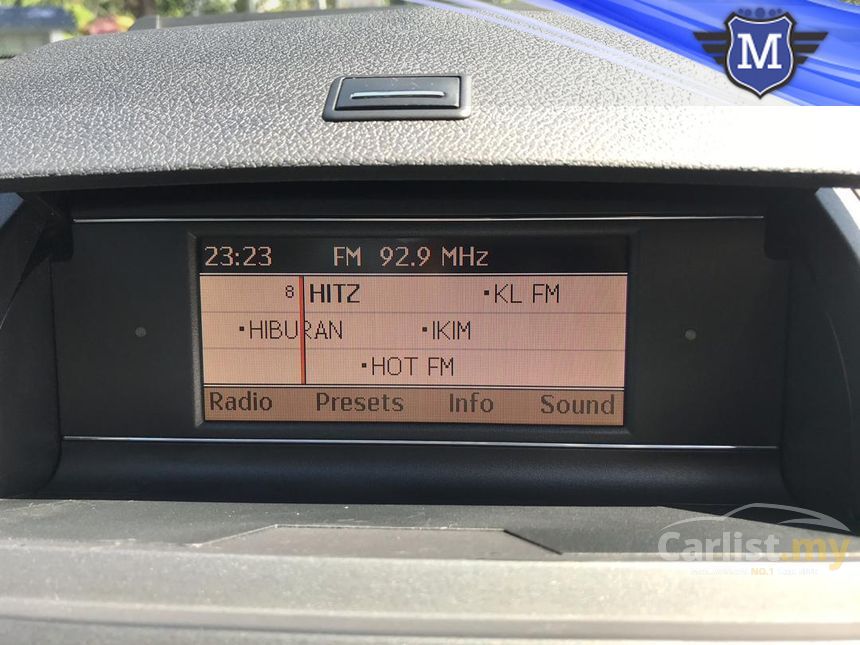 M
23:23 FM 92.9 MHz
8 HITZ •KL FM
•HIBURAN •IKIM
•HOT FM
Radio Presets Info Sound
Carlist.my